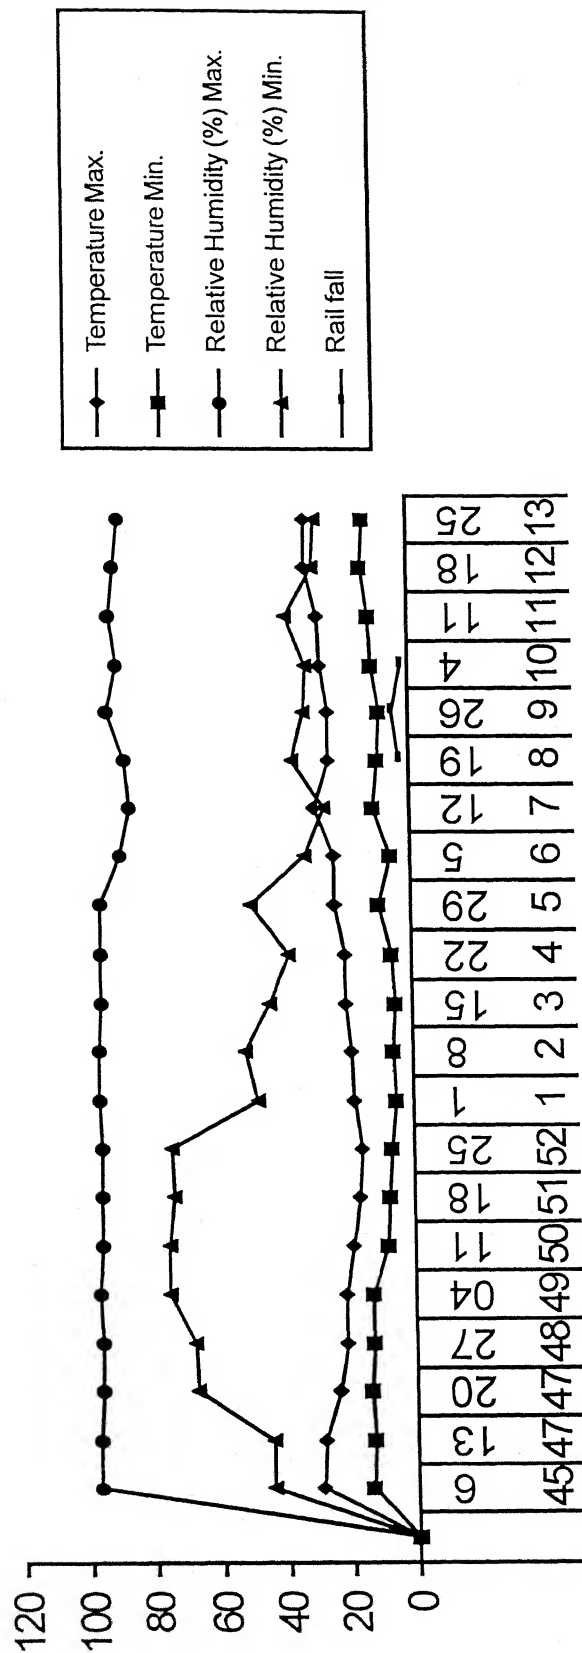 Temperature Max.
Temperature Min.
Relative Humidity (%) Max.
Relative Humidity (%) Min.
Rail fall
120
100
80
60
40
20
0
6 13 20 27 04 11 18 25 1 8 15 22 29 5 12 19 26 4 11 18 25
45 47 47 48 49 50 51 52 1 2 3 4 5 6 7 8 9 10 11 12 13